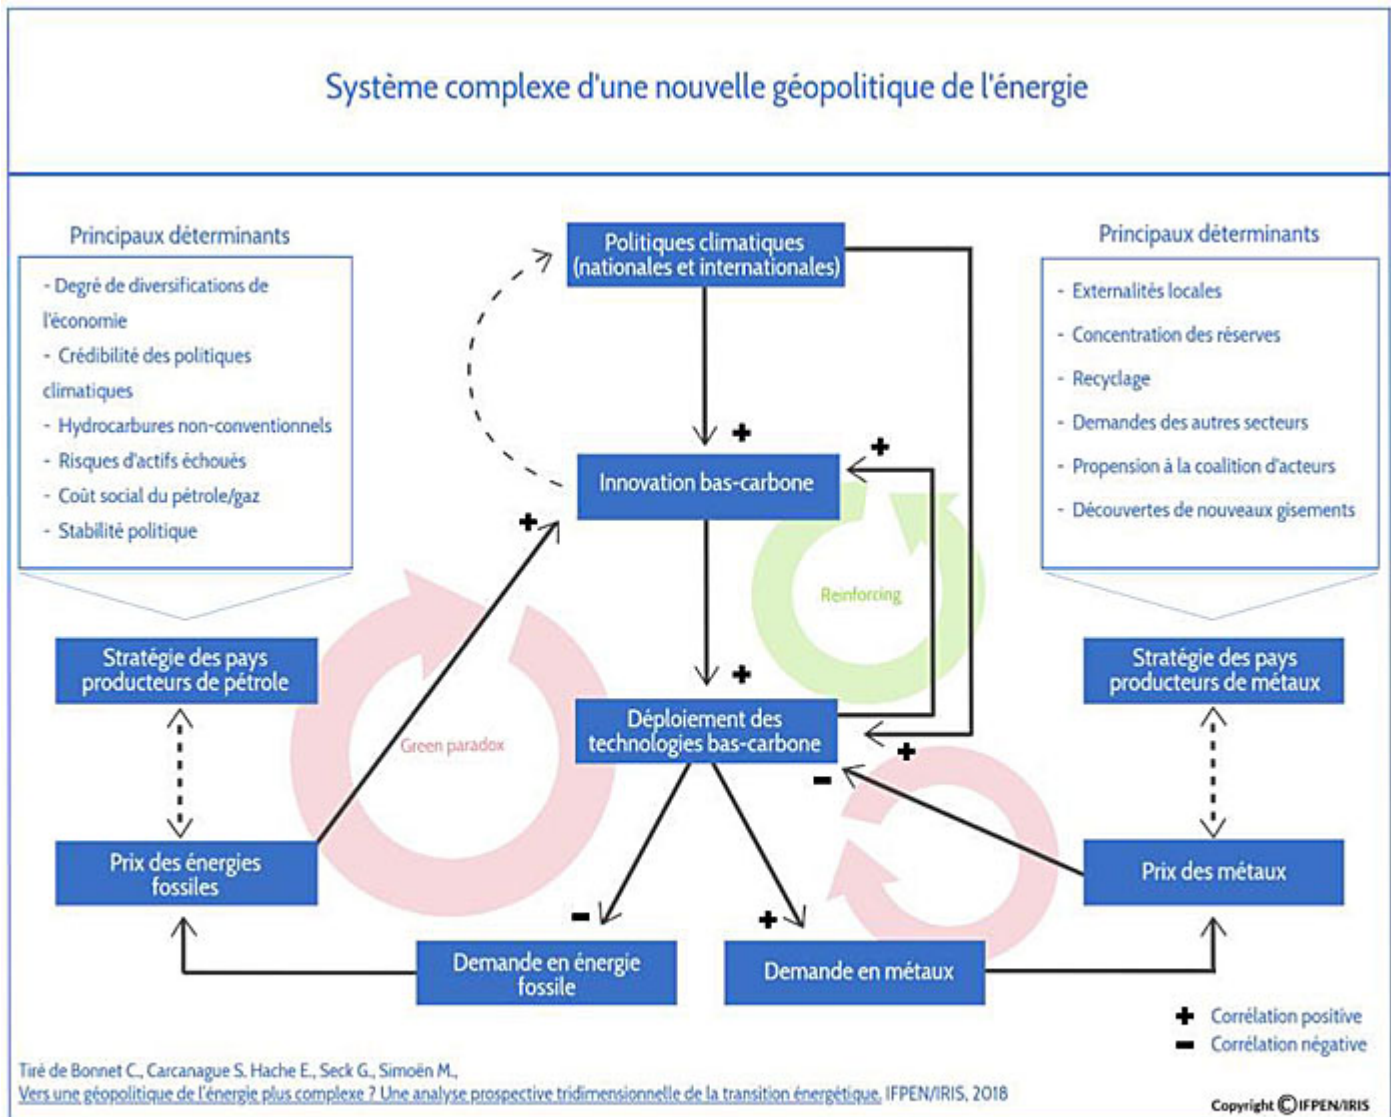 Système complexe d'une nouvelle géopolitique de l'énergie
Principaux déterminants
- Degré de diversifications de
l'économie
- Crédibilité des politiques
climatiques
- Hydrocarbures non-conventionnels
- Risques d'actifs échoués
- Coût social du pétrole/gaz
- Stabilité politique
Stratégie des pays
producteurs de pétrole
Prix des énergies
fossiles
Politiques climatiques
(nationales et internationales)
+
+
Innovation bas-carbone
+
Reinforcing
Green paradox
+
Déploiement des
technologies bas-carbone
+
-
-
+
Demande en énergie
fossile
Demande en métaux
Principaux déterminants
- Externalités locales
- Concentration des réserves
- Recyclage
- Demandes des autres secteurs
- Propension à la coalition d'acteurs
- Découvertes de nouveaux gisements
Stratégie des pays
producteurs de métaux
Prix des métaux
+ Corrélation positive
- Corrélation négative
Tiré de Bonnet C., Carcanague S. Hache E., Seck G., Simoën M.,
Vers une géopolitique de l'énergie plus complexe ? Une analyse prospective tridimensionnelle de la transition énergétique. IFPEN/IRIS, 2018
Copyright ©IFPEN/IRIS